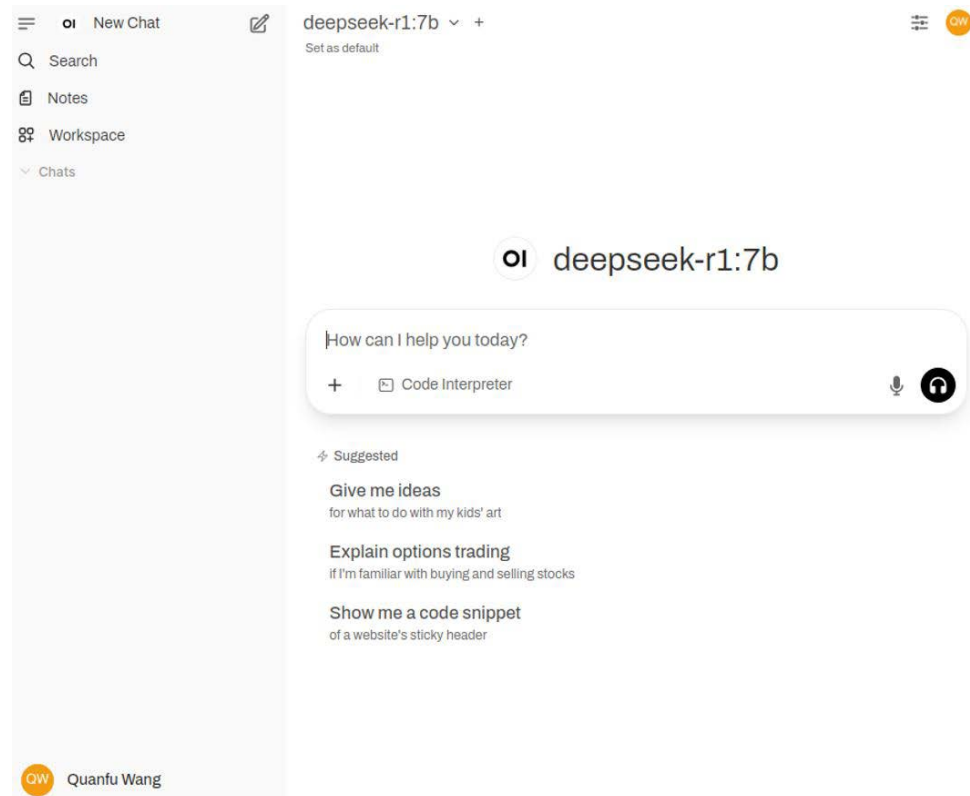 OI New Chat
Search
Notes
Workspace
Chats
Quanfu Wang
QW
deepseek-r1:7b
Set as default
QW
OI deepseek-r1:7b
How can I help you today?
Code Interpreter
Suggested
Give me ideas
for what to do with my kids' art
Explain options trading
if I'm familiar with buying and selling stocks
Show me a code snippet
of a website's sticky header